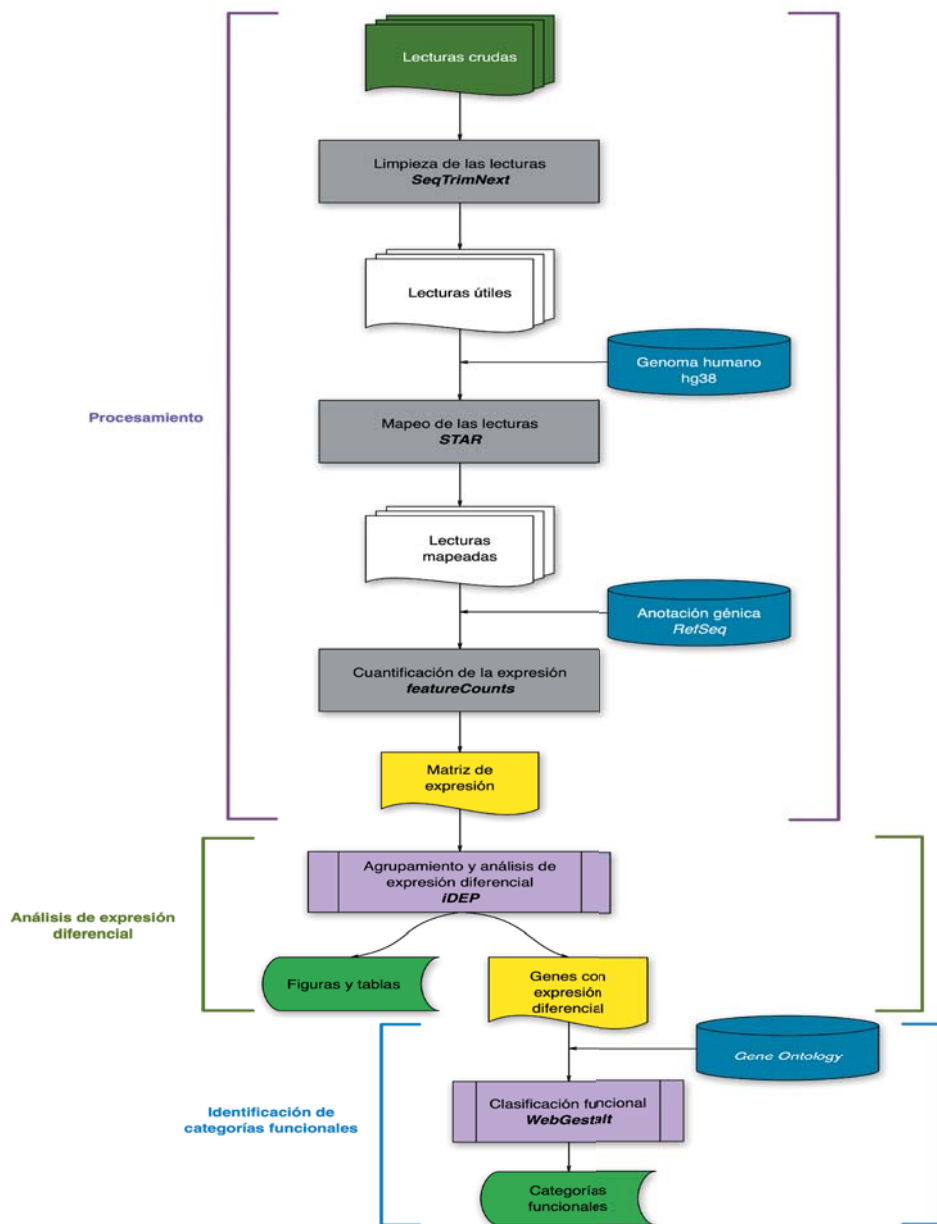 Lecturas crudas
Limpieza de las lecturas
SeqTrimNext
Lecturas útiles
Genoma humano
hg38
Procesamiento
Mapeo de las lecturas
STAR
Lecturas
mapeadas
Anotación génica
RefSeq
Cuantificación de la expresión
featureCounts
Matriz de
expresión
Agrupamiento y análisis de
expresión diferencial
iDEP
Análisis de expresión
diferencial
Figuras y tablas
Genes con
expresión
diferencial
Gene Ontology
Identificación de
categorías funcionales
Clasificación funcional
WebGestalt
Categorías
funcionales